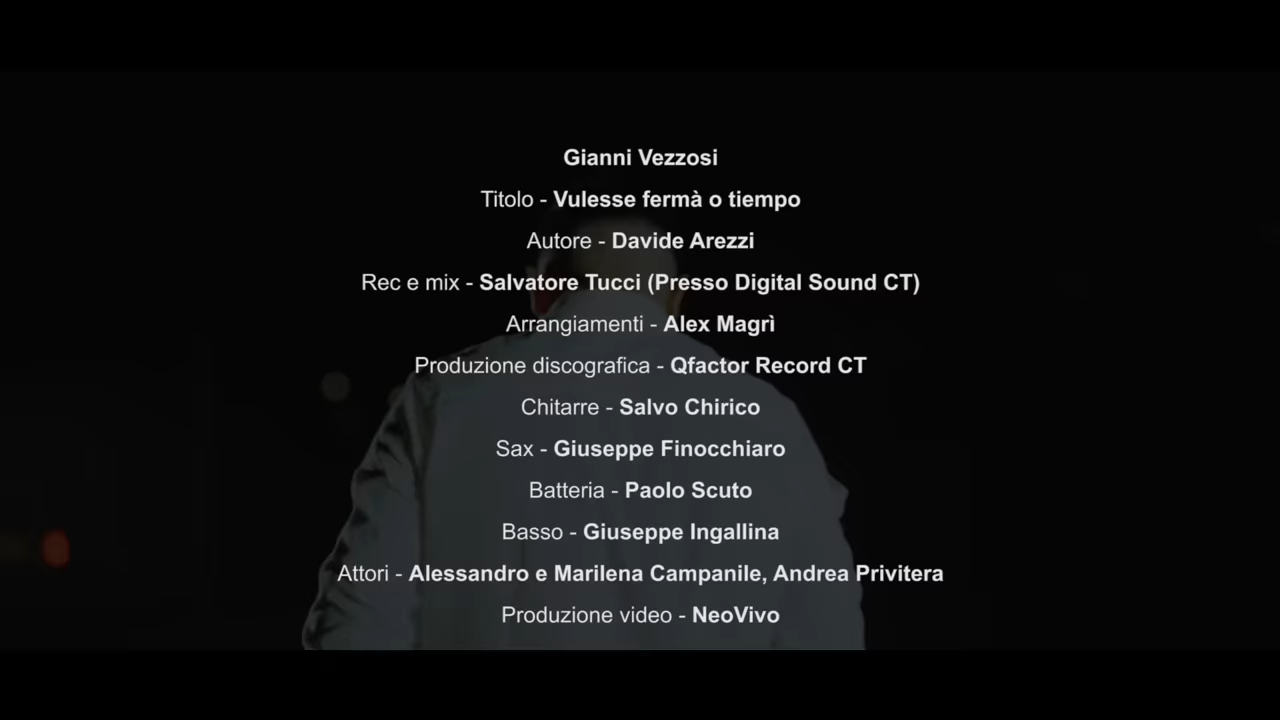 Gianni Vezzosi
Titolo - Vulesse fermà o tiempo
Autore - Davide Arezzi
Rec e mix - Salvatore Tucci (Presso Digital Sound CT)
Arrangiamenti - Alex Magrì
Produzione discografica - Qfactor Record CT
Chitarre - Salvo Chirico
Sax - Giuseppe Finocchiaro
Batteria - Paolo Scuto
Basso - Giuseppe Ingallina
Attori - Alessandro e Marilena Campanile, Andrea Privitera
Produzione video - NeoVivo